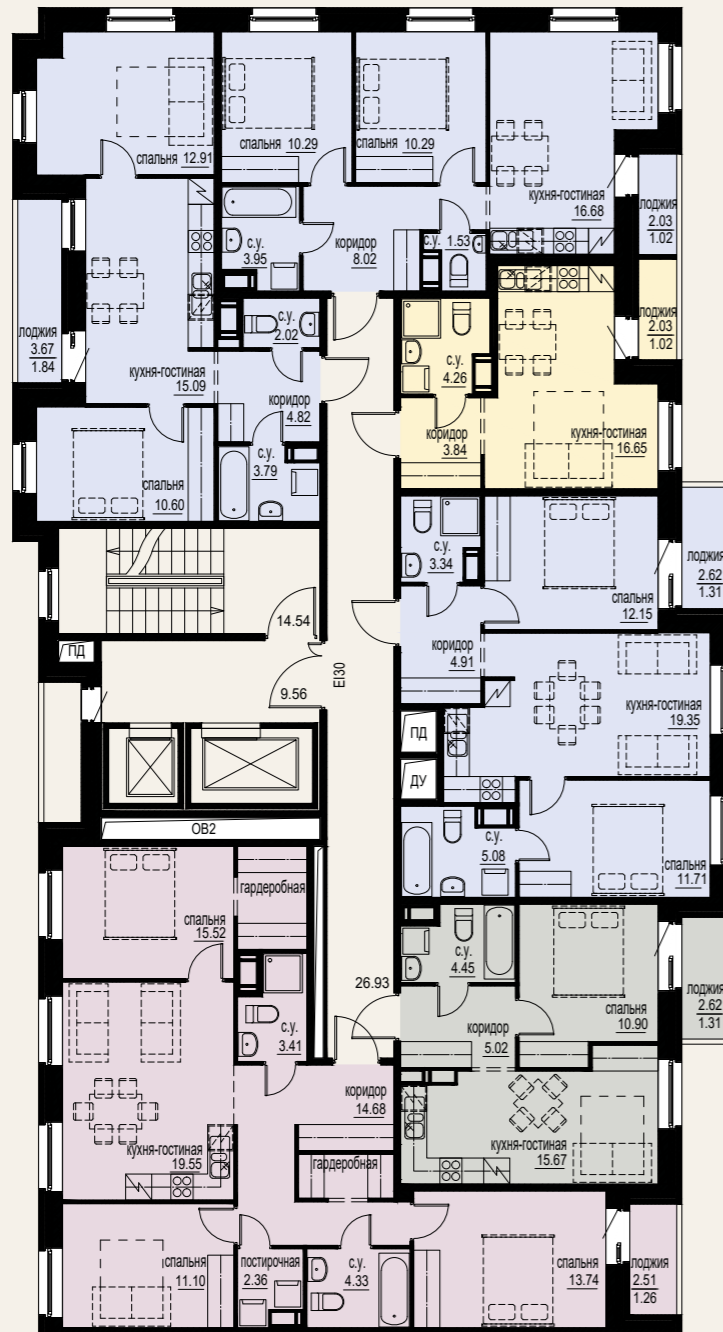 спальня 12.91
спальня 10.29
спальня 10.29
кухня-гостиная
16.68
лоджия
2.03
1.02
с.у.
3.95
коридор
8.02
с.у. 1.53
лоджия
3.67
1.84
с.у.
2.02
кухня-гостиная
15.09
коридор
4.82
с.у.
4.26
лоджия
2.03
1.02
коридор
3.84
кухня-гостиная
16.65
спальня
10.60
с.у.
3.79
с.у.
3.34
спальня
12.15
лоджия
2.62
1.31
14.54
ПД
9.56
EI30
коридор
4.91
кухня-гостиная
19.35
ПД
ДУ
ОВ2
с.у.
5.08
спальня
11.71
спальня
15.52
гардеробная
с.у.
4.45
спальня
10.90
лоджия
2.62
1.31
26.93
с.у.
3.41
коридор
5.02
кухня-гостиная
19.55
коридор
14.68
гардеробная
кухня-гостиная
15.67
спальня
11.10
постирочная
2.36
с.у.
4.33
спальня
13.74
лоджия
2.51
1.26